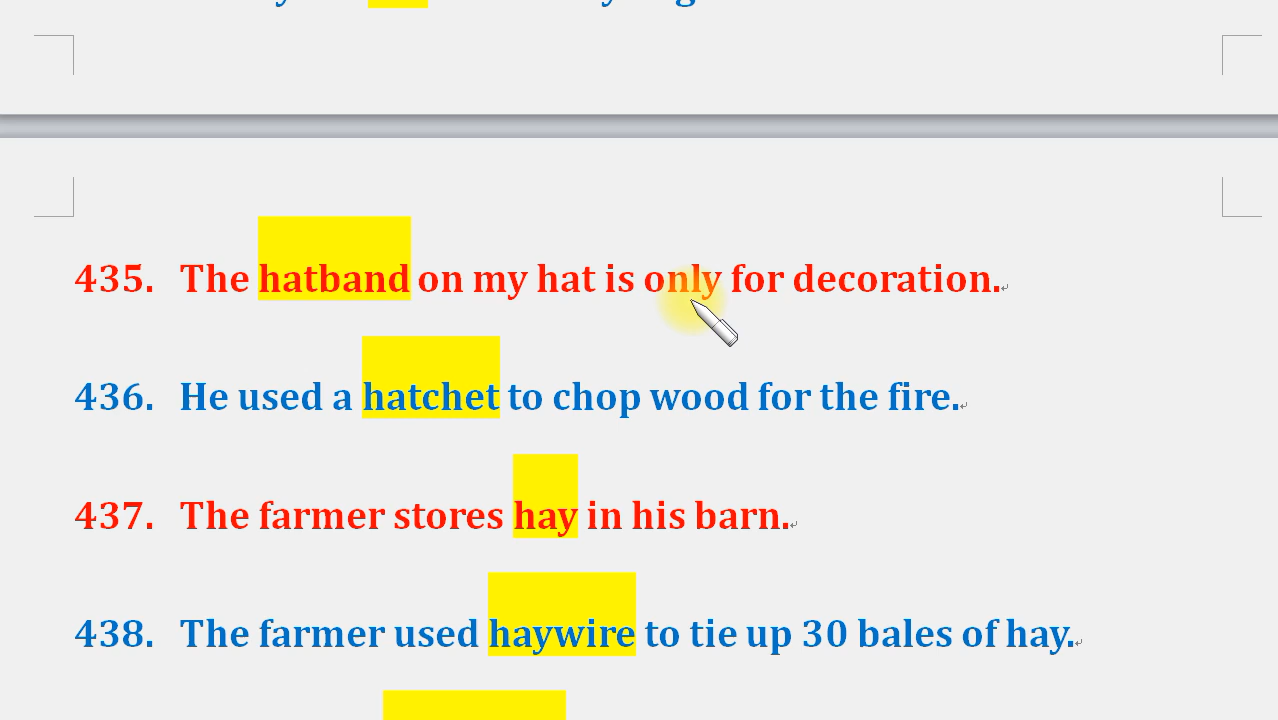 435. The hatband on my hat is only for decoration.
436. He used a hatchet to chop wood for the fire.
437. The farmer stores hay in his barn.
438. The farmer used haywire to tie up 30 bales of hay.